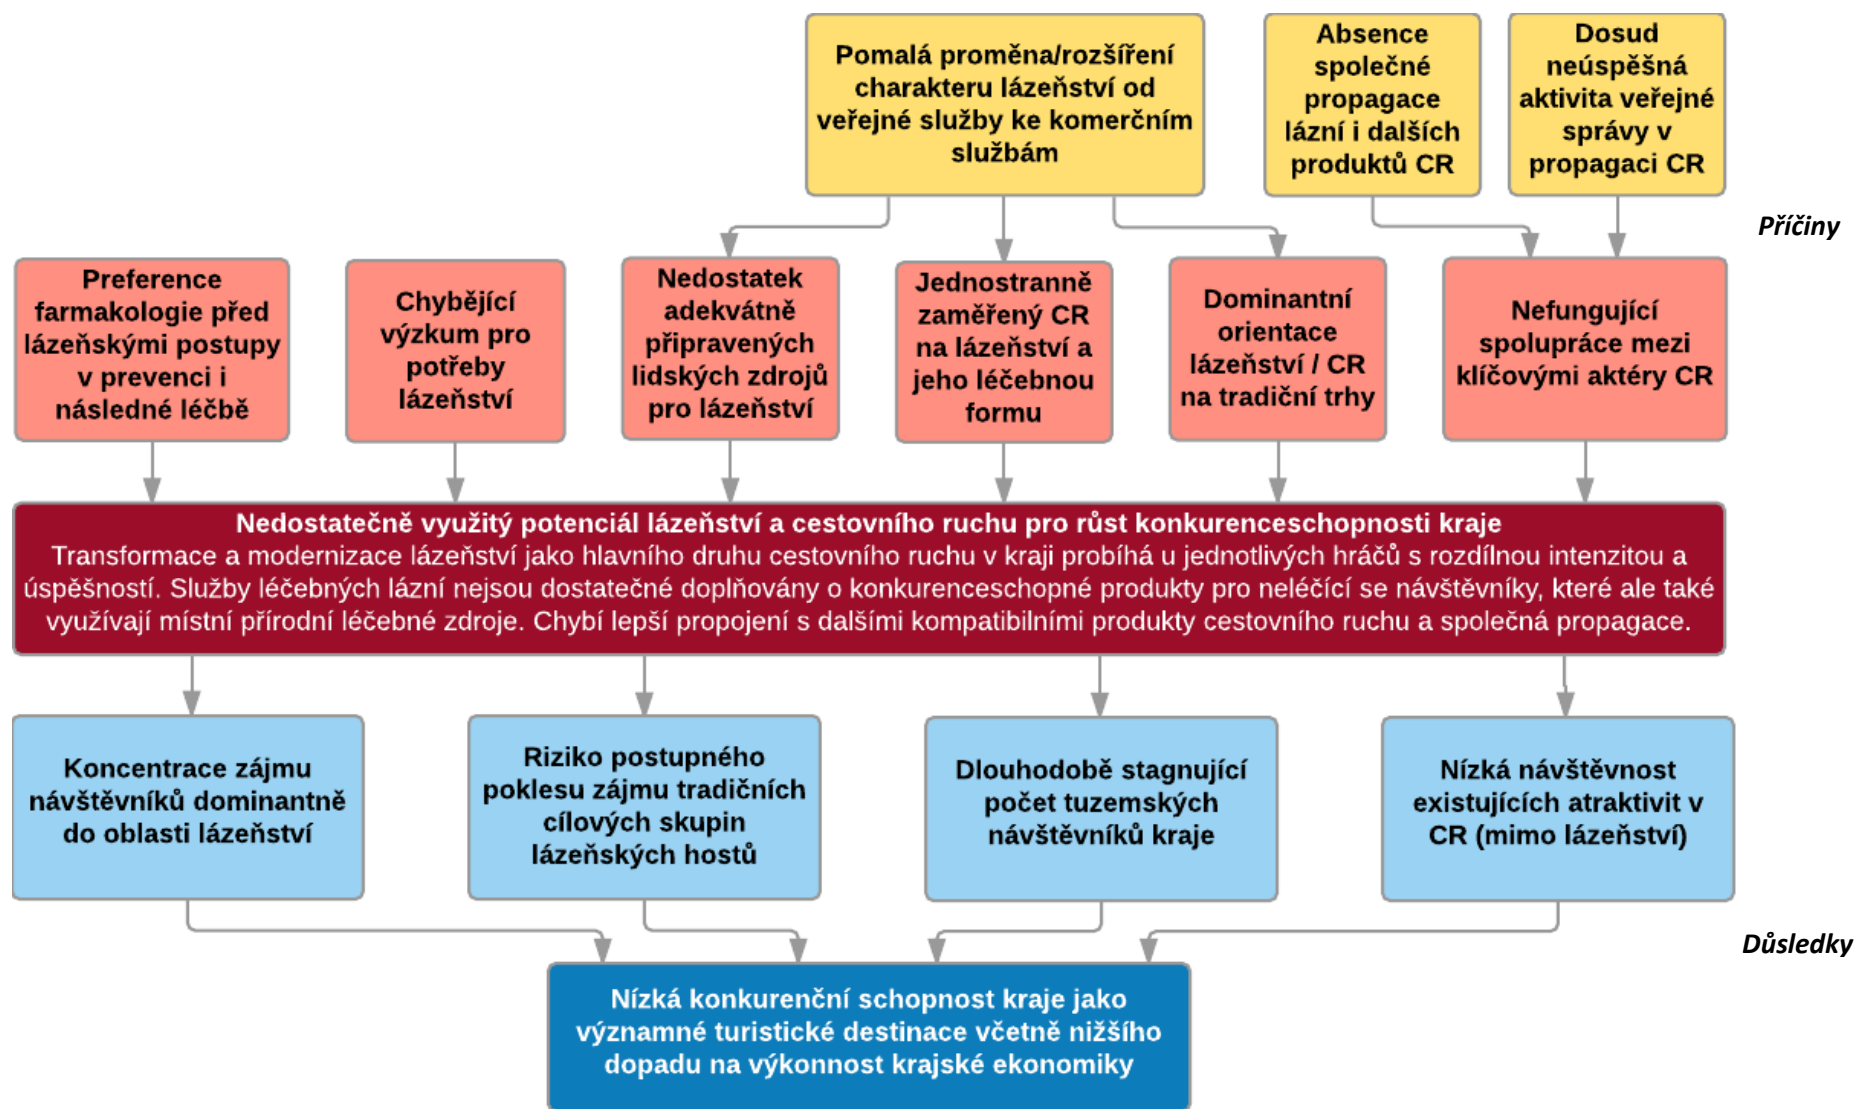 Pomalá proměna/rozšíření
charakteru lázeňství od
veřejné služby ke komerčním
službám
Absence
společné
propagace
lázní i dalších
produktů CR
Dosud
neúspěšná
aktivita veřejné
správy v
propagaci CR
Příčiny
Preference
farmakologie před
lázeňskými postupy
v prevenci i
následné léčbě
Chybějící
výzkum pro
potřeby
lázeňství
Nedostatek
adekvátně
připravených
lidských zdrojů
pro lázeňství
Jednostranně
zaměřený CR
na lázeňství a
jeho léčebnou
formu
Dominantní
orientace
lázeňství / CR
na tradiční trhy
Nefungující
spolupráce mezi
klíčovými aktéry CR
Nedostatečně využitý potenciál lázeňství a cestovního ruchu pro růst konkurenceschopnosti kraje
Transformace a modernizace lázeňství jako hlavního druhu cestovního ruchu v kraji probíhá u jednotlivých hráčů s rozdílnou intenzitou a
úspěšností. Služby léčebných lázní nejsou dostatečné doplňovány o konkurenceschopné produkty pro neléčící se návštěvníky, které ale také
využívají místní přírodní léčebné zdroje. Chybí lepší propojení s dalšími kompatibilními produkty cestovního ruchu a společná propagace.
Koncentrace zájmu
návštěvníků dominantně
do oblasti lázeňství
Riziko postupného
poklesu zájmu tradičních
cílových skupin
lázeňských hostů
Dlouhodobě stagnující
počet tuzemských
návštěvníků kraje
Nízká návštěvnost
existujících atraktivit v
CR (mimo lázeňství)
Důsledky
Nízká konkurenční schopnost kraje jako
významné turistické destinace včetně nižšího
dopadu na výkonnost krajské ekonomiky